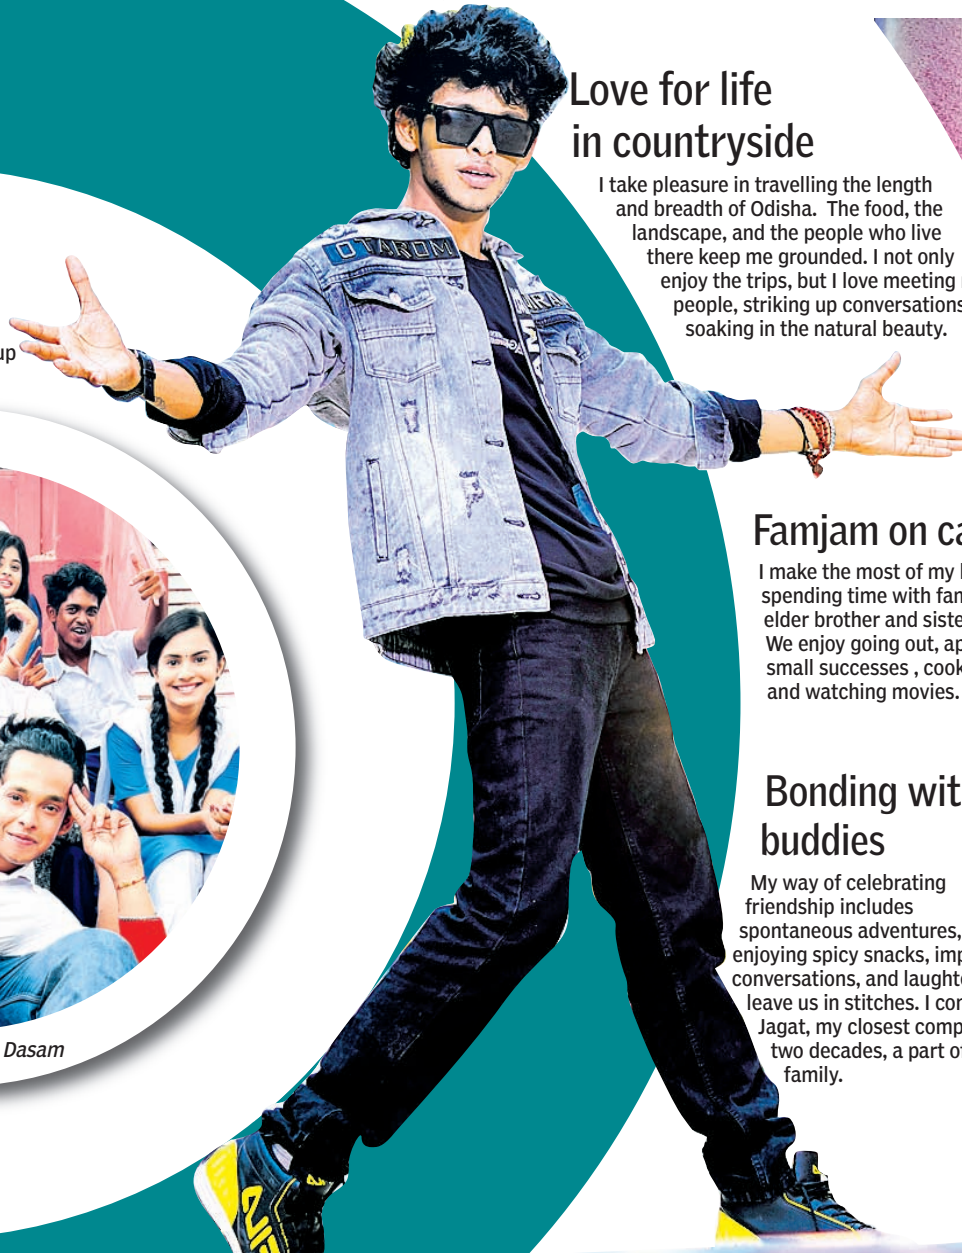 Love for life
in countryside
I take pleasure in travelling the length
and breadth of Odisha. The food, the
landscape, and the people who live
there keep me grounded. I not only
enjoy the trips, but I love meeting
people, striking up conversations
soaking in the natural beauty.
up
OTAROM
Famjam on
I make the most of my
spending time with
elder brother and
We enjoy going out,
small successes ,
and watching movies.
Bonding
buddies
My way of celebrating
friendship includes
spontaneous adventures,
enjoying spicy snacks,
conversations, and
leave us in stitches. I
Jagat, my closest
two decades, a part
family.
Dasam